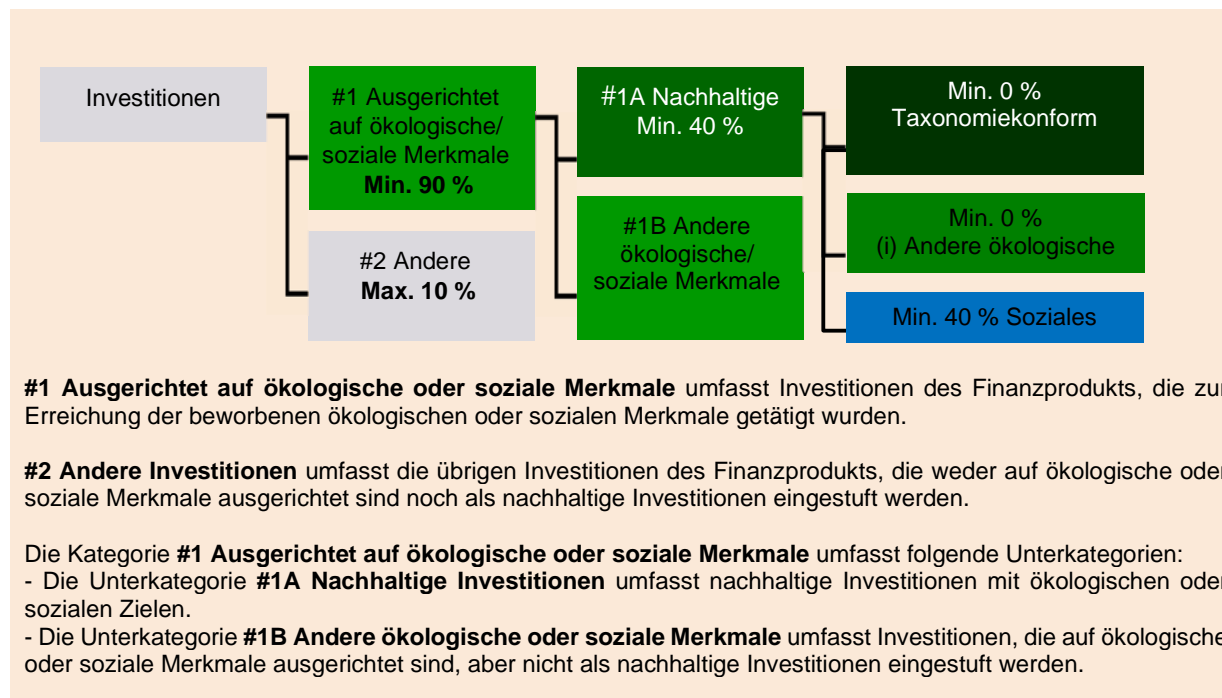 Investitionen
#1 Ausgerichtet
auf ökologische/
soziale Merkmale
Min. 90 %
#2 Andere
Max. 10 %
#1A Nachhaltige
Min. 40 %
#1B Andere
ökologische/
soziale Merkmale
Min. 0 %
Taxonomiekonform
Min. 0 %
(i) Andere ökologische
Min. 40 % Soziales
#1 Ausgerichtet auf ökologische oder soziale Merkmale umfasst Investitionen des Finanzprodukts, die zur
Erreichung der beworbenen ökologischen oder sozialen Merkmale getätigt wurden.
#2 Andere Investitionen umfasst die übrigen Investitionen des Finanzprodukts, die weder auf ökologische oder
soziale Merkmale ausgerichtet sind noch als nachhaltige Investitionen eingestuft werden.
Die Kategorie #1 Ausgerichtet auf ökologische oder soziale Merkmale umfasst folgende Unterkategorien:
- Die Unterkategorie #1A Nachhaltige Investitionen umfasst nachhaltige Investitionen mit ökologischen oder
sozialen Zielen.
- Die Unterkategorie #1B Andere ökologische oder soziale Merkmale umfasst Investitionen, die auf ökologische
oder soziale Merkmale ausgerichtet sind, aber nicht als nachhaltige Investitionen eingestuft werden.